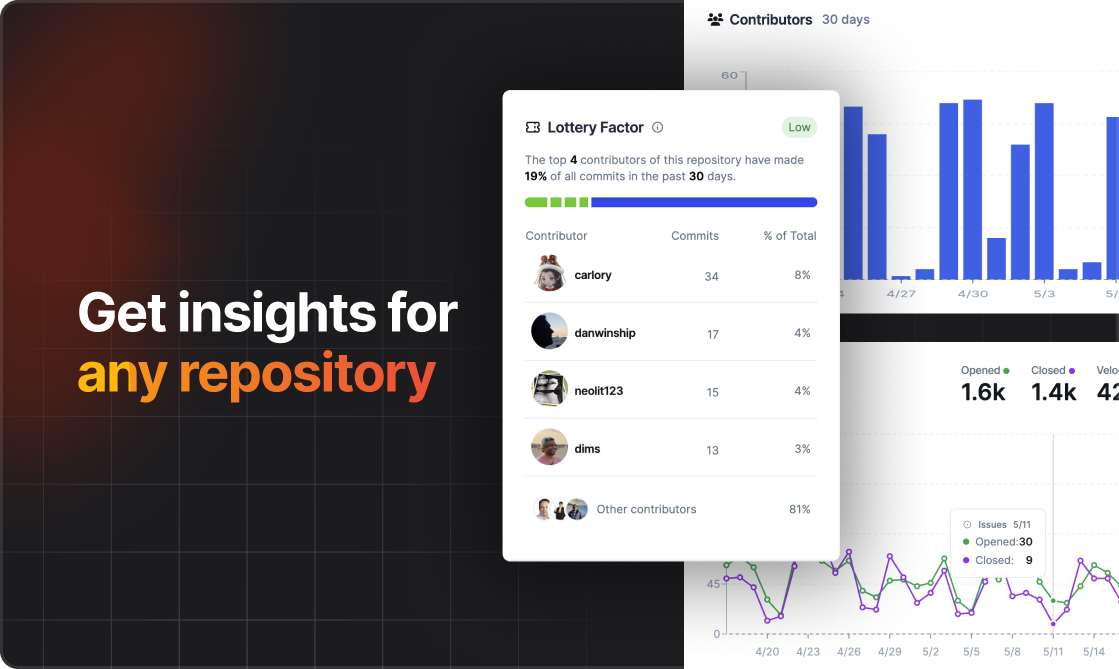 Get insights for
any repository
Contributors 30 days
60
4/27 4/30 5/3
Lottery Factor Low
The top 4 contributors of this repository have made
19% of all commits in the past 30 days.
Contributor Commits % of Total
carlory 34 8%
danwinship 17 4%
neolit123 15 4%
dims 13 3%
Other contributors 81%
Opened Closed
1.6k 1.4k
Issues 5/11
Opened: 30
Closed: 9
45
0
4/20 4/23 4/26 4/29 5/2 5/5 5/8 5/11 5/14